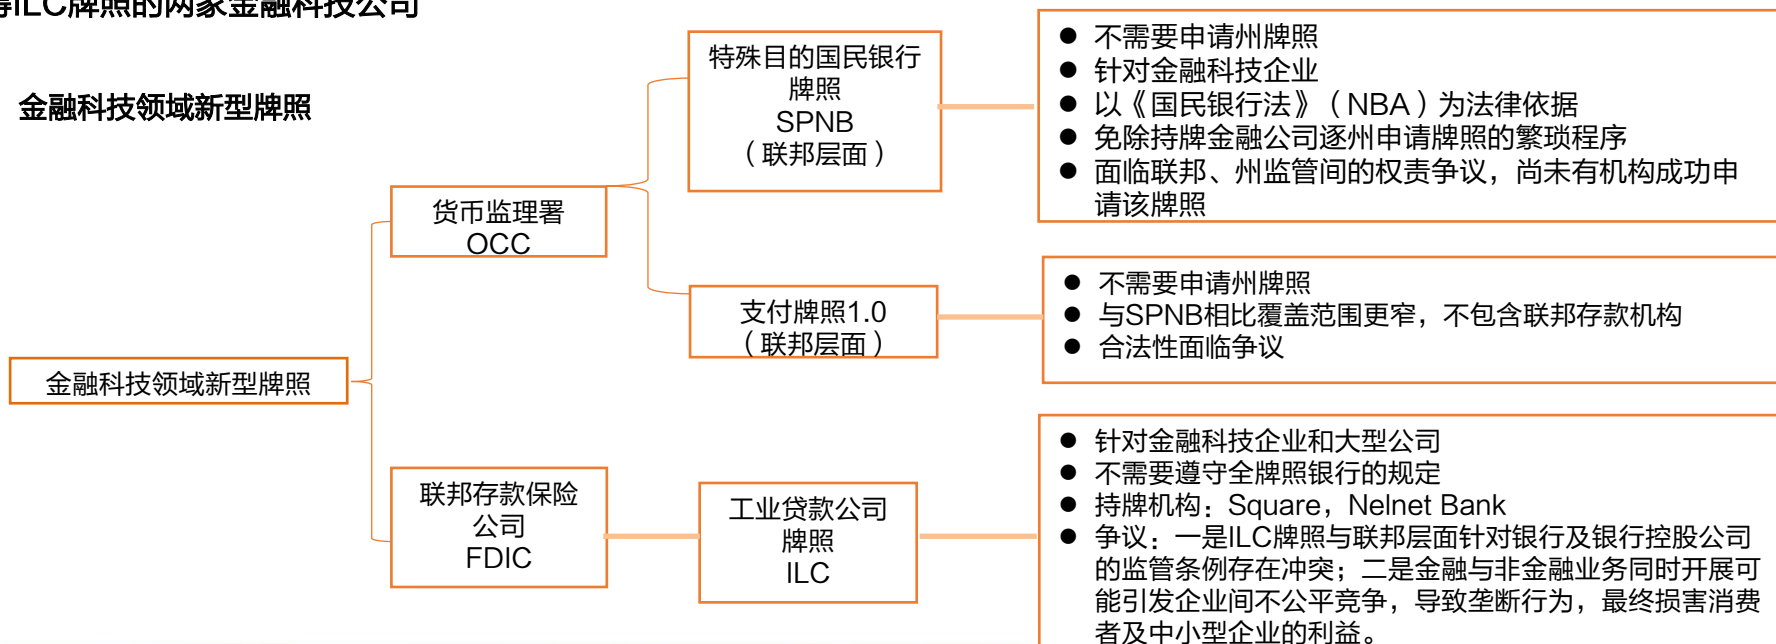 得ILC牌照的两家金融科技公司
金融科技领域新型牌照
金融科技领域新型牌照
货币监理署
OCC
特殊目的国民银行
牌照
SPNB
（联邦层面）
● 不需要申请州牌照
● 针对金融科技企业
● 以《国民银行法》（NBA）为法律依据
● 免除持牌金融公司逐州申请牌照的繁琐程序
● 面临联邦、州监管间的权责争议，尚未有机构成功申
请该牌照
支付牌照1.0
（联邦层面）
● 不需要申请州牌照
● 与SPNB相比覆盖范围更窄，不包含联邦存款机构
● 合法性面临争议
联邦存款保险
公司
FDIC
工业贷款公司
牌照
ILC
● 针对金融科技企业和大型公司
● 不需要遵守全牌照银行的规定
● 持牌机构：Square，Nelnet Bank
● 争议：一是ILC牌照与联邦层面针对银行及银行控股公司
的监管条例存在冲突；二是金融与非金融业务同时开展可
能引发企业间不公平竞争，导致垄断行为，最终损害消费
者及中小型企业的利益。